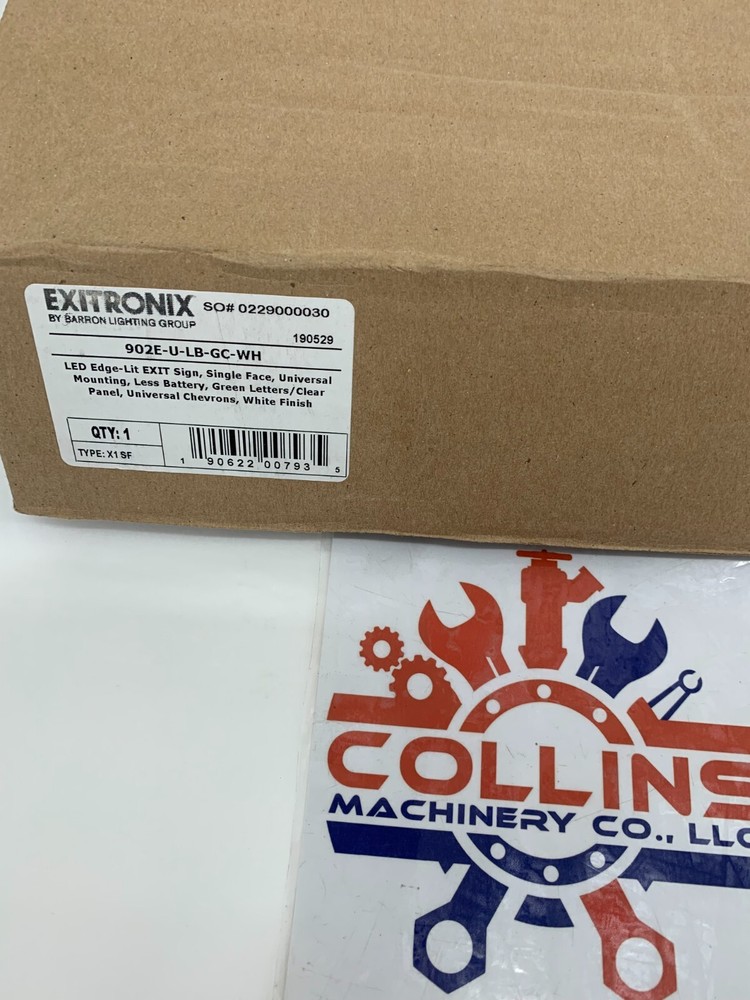 EXITRONIX SO# 0229000030
BY BARRON LIGHTING GROUP
190529
902E-U-LB-GC-WH
LED Edge-Lit EXIT Sign, Single Face, Universal
Mounting, Less Battery, Green Letters/Clear
Panel, Universal Chevrons, White Finish
QTY: 1
TYPE: X1 SF
1 90622 00793 5
COLLINS
MACHINERY CO., LLC